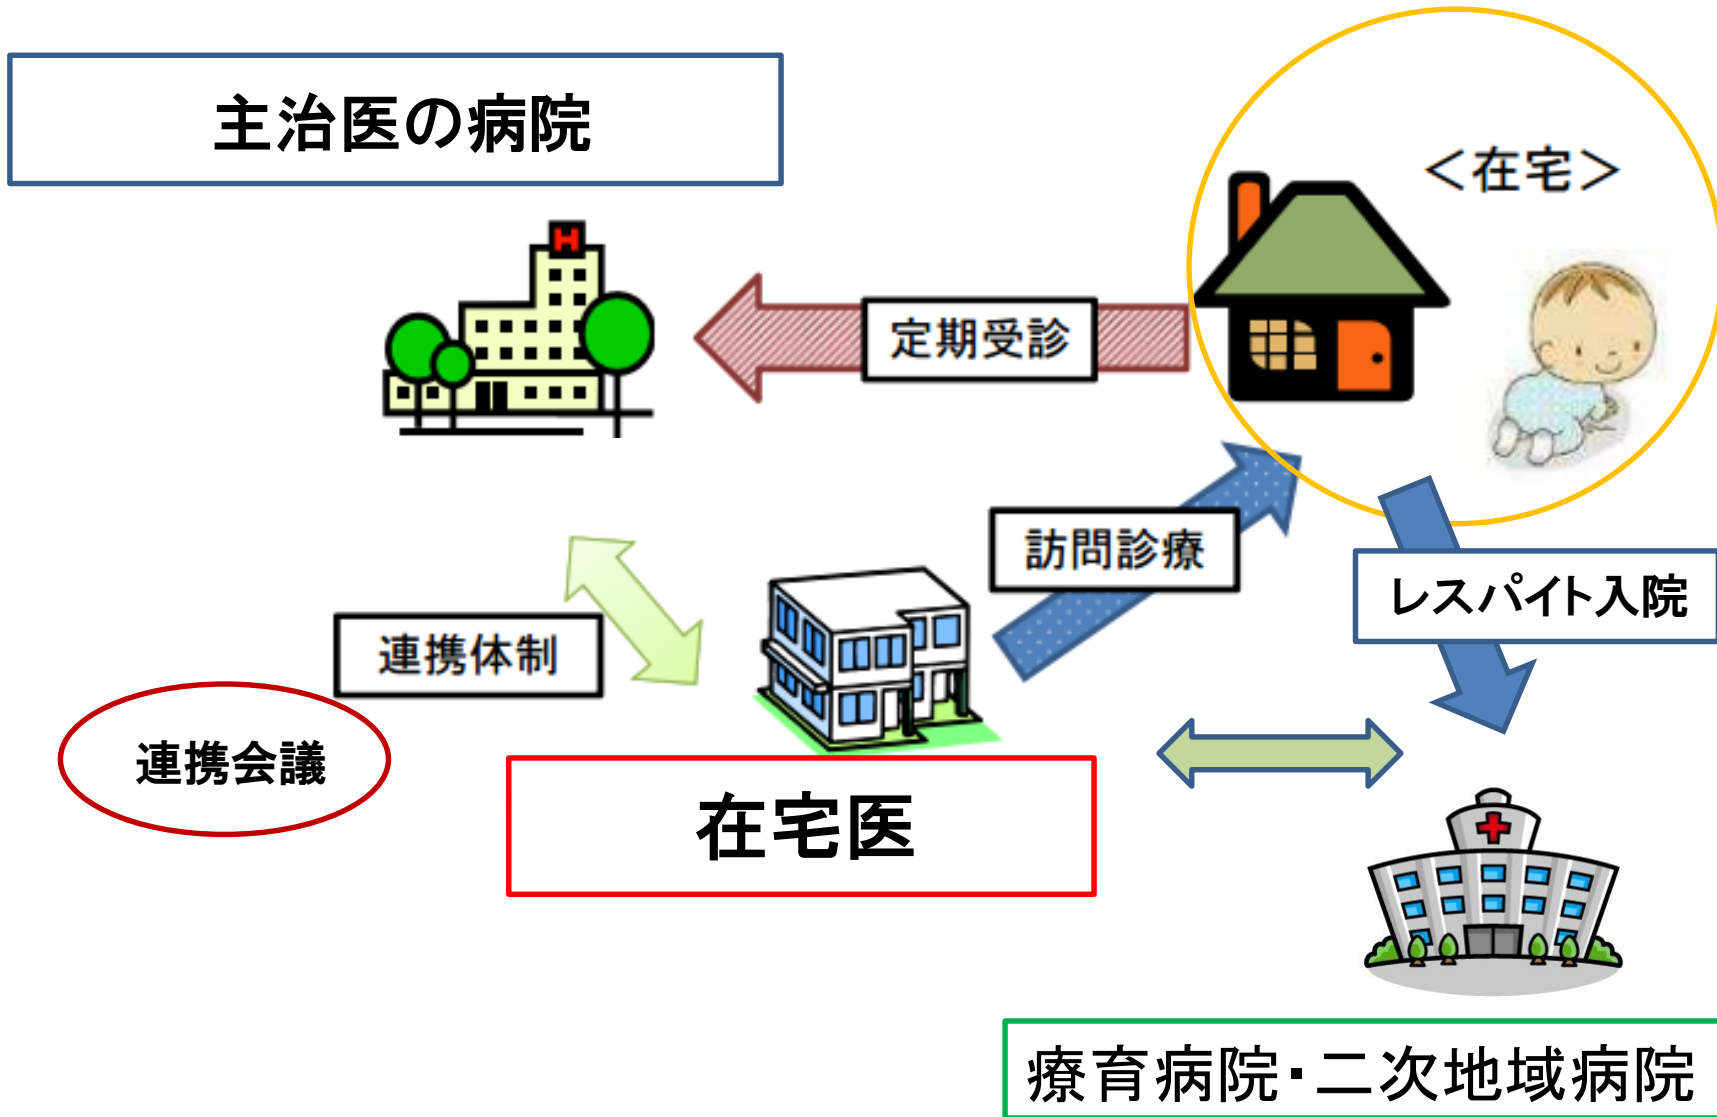 主治医の病院
＜在宅＞
H
定期受診
訪問診療
レスパイト入院
連携体制
連携会議
在宅医
療育病院・二次地域病院